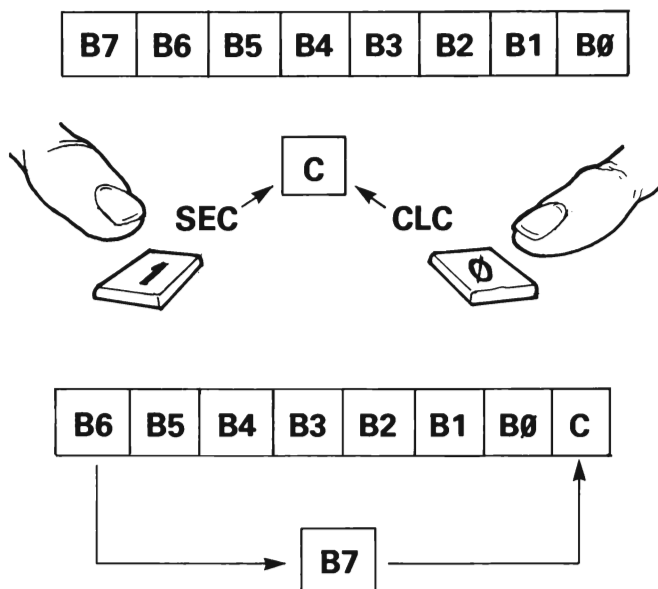 B7 B6 B5 B4 B3 B2 B1 BØ
C
SEC CLC
1 Ø
B6 B5 B4 B3 B2 B1 BØ C
B7